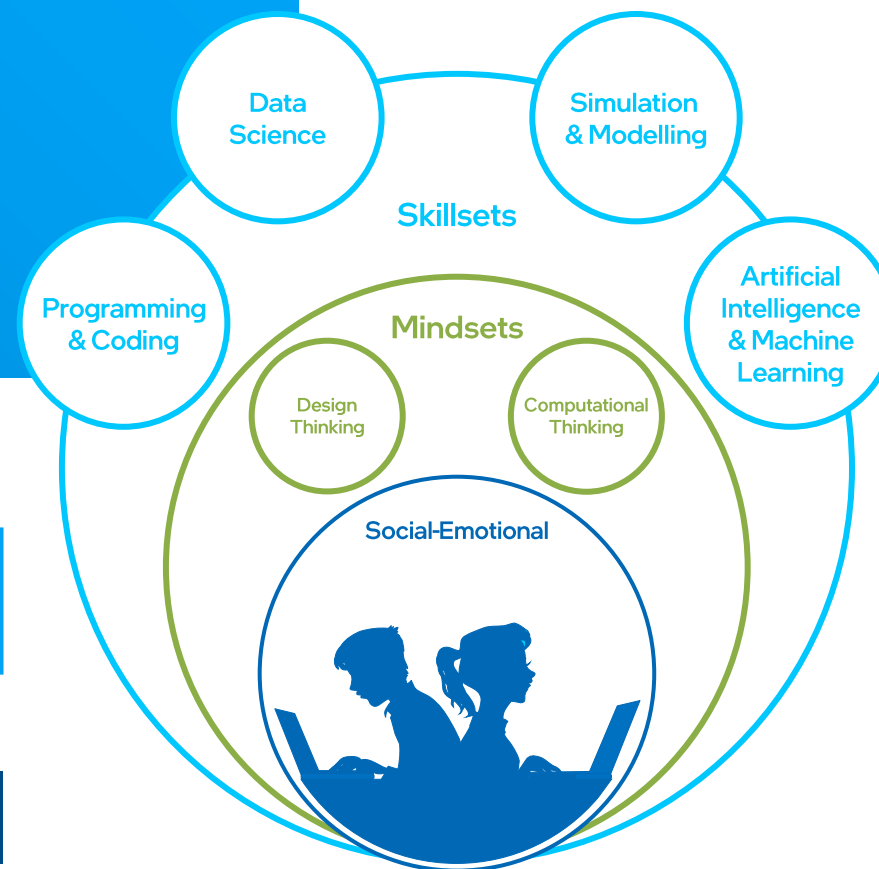 Data
Science
Simulation
& Modelling
Skillsets
Programming
& Coding
Artificial
Intelligence
& Machine
Learning
Mindsets
Design
Thinking
Computational
Thinking
Social-Emotional